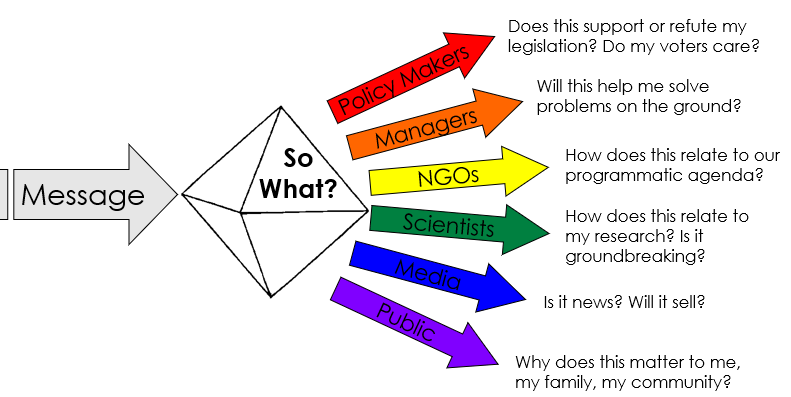 Message
So
What?
Policy Makers
Does this support or refute my
legislation? Do my voters care?
Managers
Will this help me solve
problems on the ground?
NGOs
How does this relate to our
programmatic agenda?
Scientists
How does this relate to
my research? Is it
groundbreaking?
Media
Is it news? Will it sell?
Public
Why does this matter to me,
my family, my community?